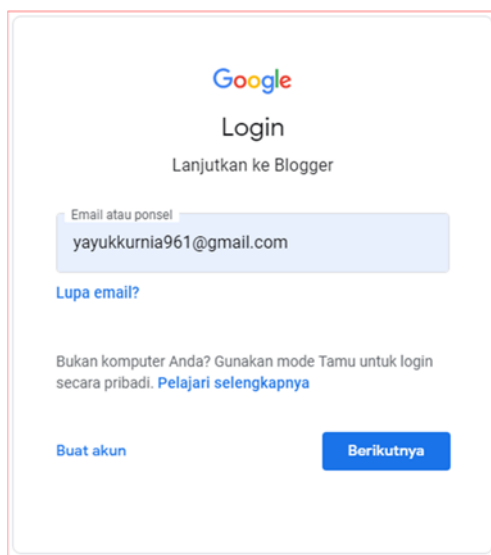 Google
Login
Lanjutkan ke Blogger
Email atau ponsel
yayukkurnia961@gmail.com
Lupa email?
Bukan komputer Anda? Gunakan mode Tamu untuk login
secara pribadi. Pelajari selengkapnya
Buat akun
Berikutnya